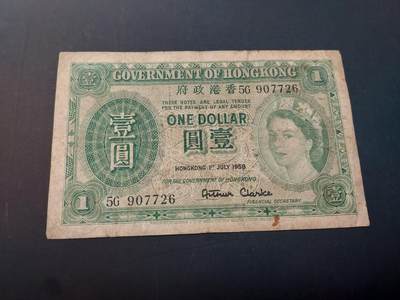 壹 GOVERNMENT OF HONGKONG 1
府政港香 5G 907726
THESE NOTES ARE LEGAL TENDER
FOR THE PAYMENT OF ANY AMOUNT
壹圓
ONE DOLLAR
圓壹
HONGKONG 1ST JULY 1959
FOR THE GOVERNMENT OF HONGKONG
5G 907726
Arthur Clarke
1 FINANCIAL SECRETARY 壹